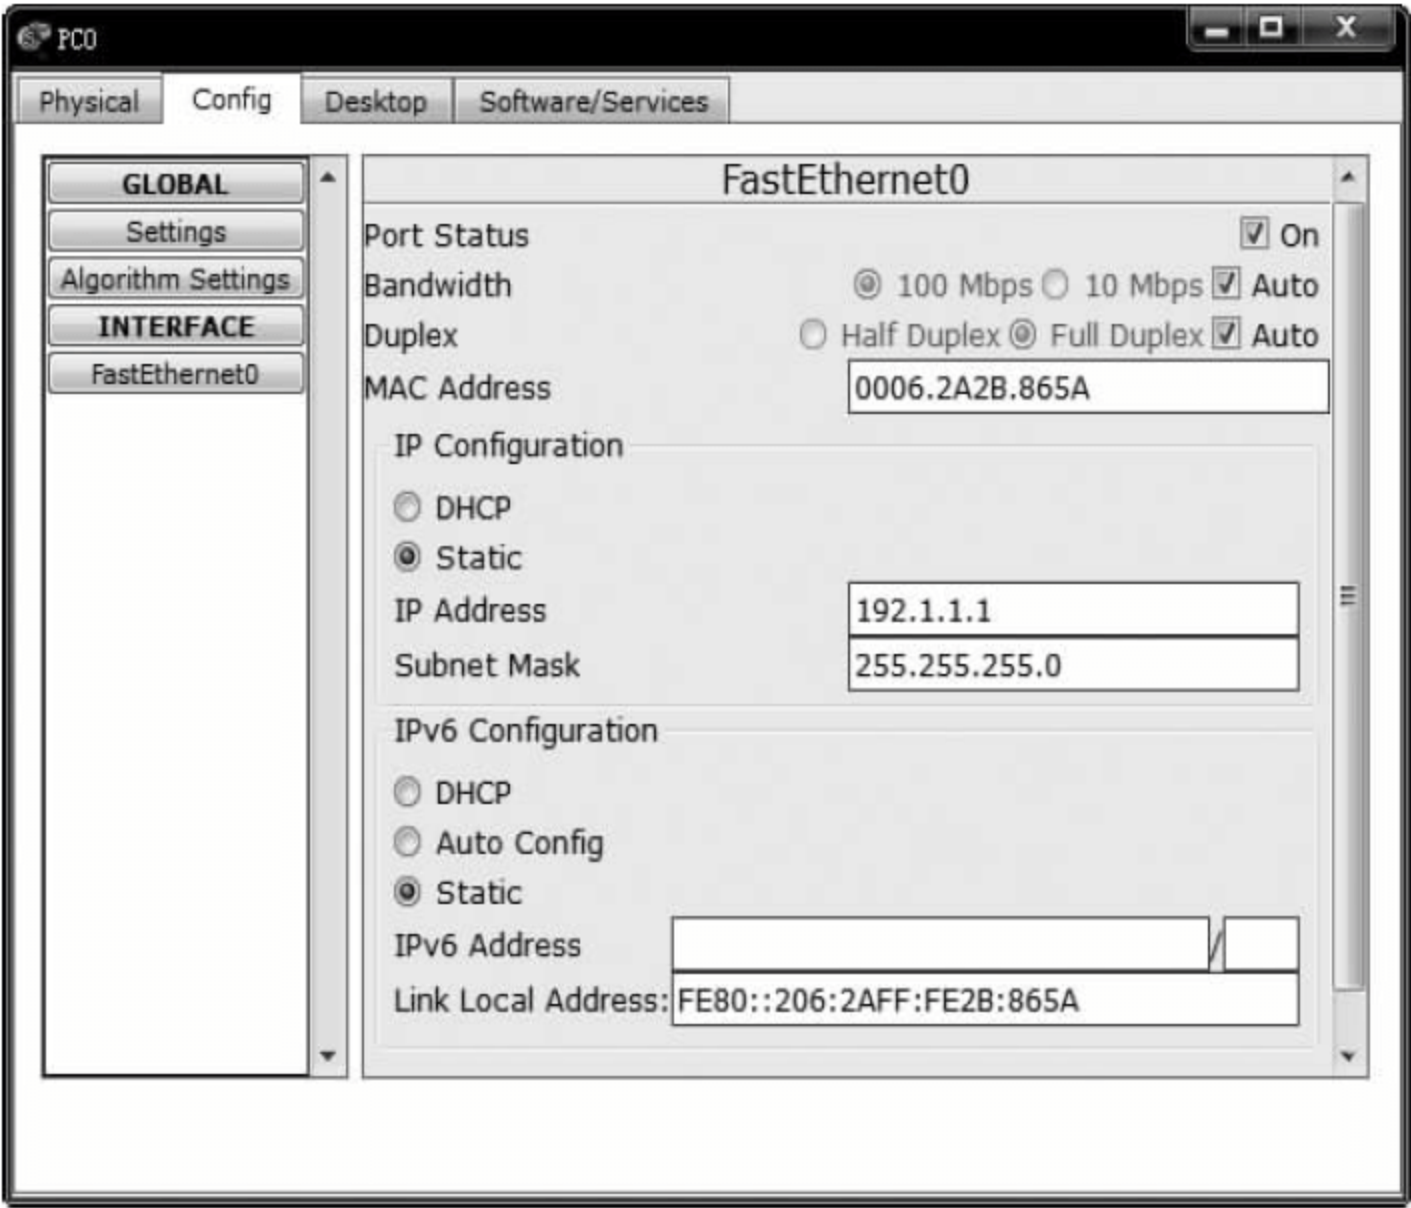 PC0
Physical Config Desktop Software/Services
GLOBAL
Settings
Algorithm Settings
INTERFACE
FastEthernet0
FastEthernet0
Port Status On
Bandwidth 100 Mbps 10 Mbps Auto
Duplex Half Duplex Full Duplex Auto
MAC Address 0006.2A2B.865A
IP Configuration
DHCP
Static
IP Address 192.1.1.1
Subnet Mask 255.255.255.0
IPv6 Configuration
DHCP
Auto Config
Static
IPv6 Address /
Link Local Address: FE80::206:2AFF:FE2B:865A